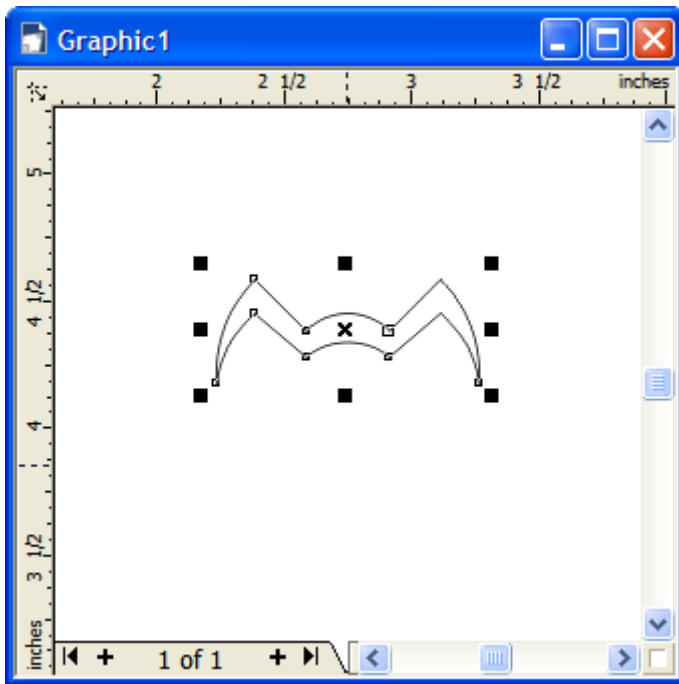 Graphic1
2 2 1/2 3 3 1/2 inches
5
4 1/2
4
3 1/2
inches
1 of 1